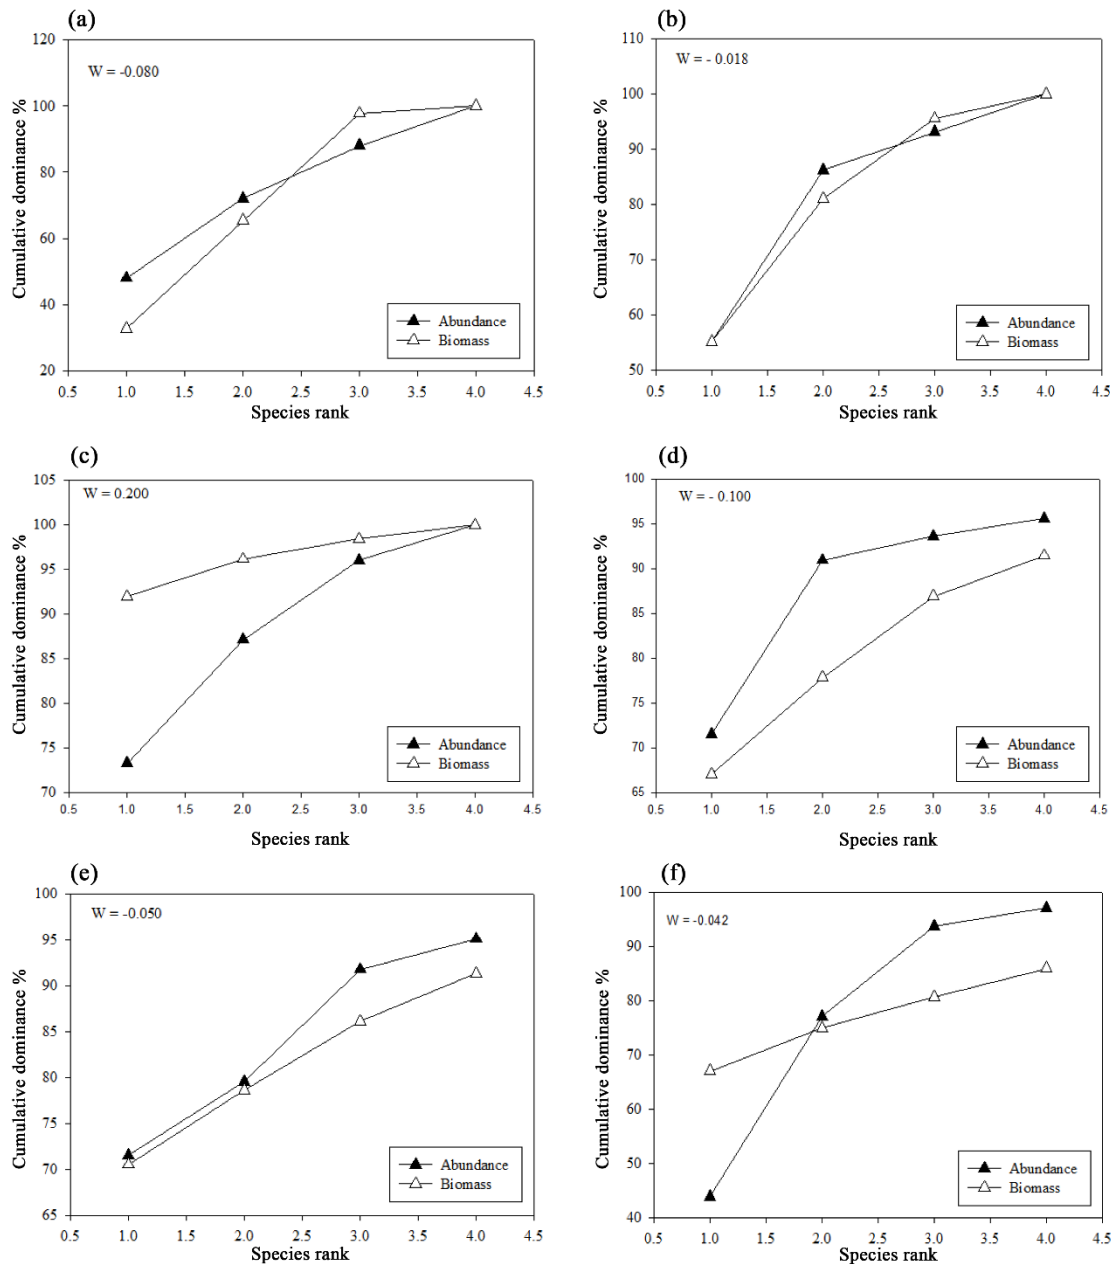 (a)
W = -0.080
Cumulative dominance %
120
100
80
60
40
20
Abundance
Biomass
0.5 1.0 1.5 2.0 2.5 3.0 3.5 4.0 4.5
Species rank
(b)
W = - 0.018
Cumulative dominance %
110
100
90
80
70
60
50
Abundance
Biomass
0.5 1.0 1.5 2.0 2.5 3.0 3.5 4.0 4.5
Species rank
(c)
W = 0.200
Cumulative dominance %
105
100
95
90
85
80
75
70
Abundance
Biomass
0.5 1.0 1.5 2.0 2.5 3.0 3.5 4.0 4.5
Species rank
(d)
W = - 0.100
Cumulative dominance %
100
95
90
85
80
75
70
65
Abundance
Biomass
0.5 1.0 1.5 2.0 2.5 3.0 3.5 4.0 4.5
Species rank
(e)
W = -0.050
Cumulative dominance %
100
95
90
85
80
75
70
65
Abundance
Biomass
0.5 1.0 1.5 2.0 2.5 3.0 3.5 4.0 4.5
Species rank
(f)
W = -0.042
Cumulative dominance %
100
90
80
70
60
50
40
Abundance
Biomass
0.5 1.0 1.5 2.0 2.5 3.0 3.5 4.0 4.5
Species rank